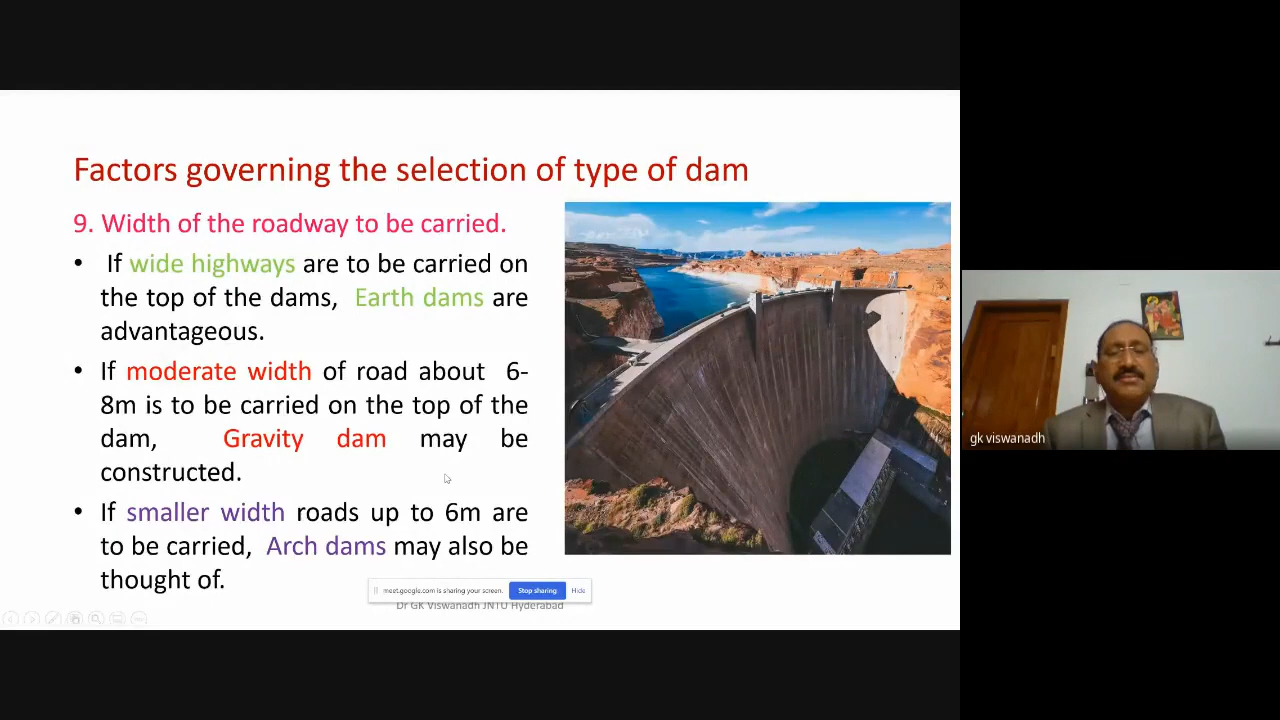 Factors governing the selection of type of dam
9. Width of the roadway to be carried.
• If wide highways are to be carried on
the top of the dams, Earth dams are
advantageous.
• If moderate width of road about 6-
8m is to be carried on the top of the
dam, Gravity dam may be
constructed.
• If smaller width roads up to 6m are
to be carried, Arch dams may also be
thought of.
meet.google.com is sharing your screen. Stop sharing Hide
Dr GK Viswanadh JNTU Hyderabad
gk viswanadh